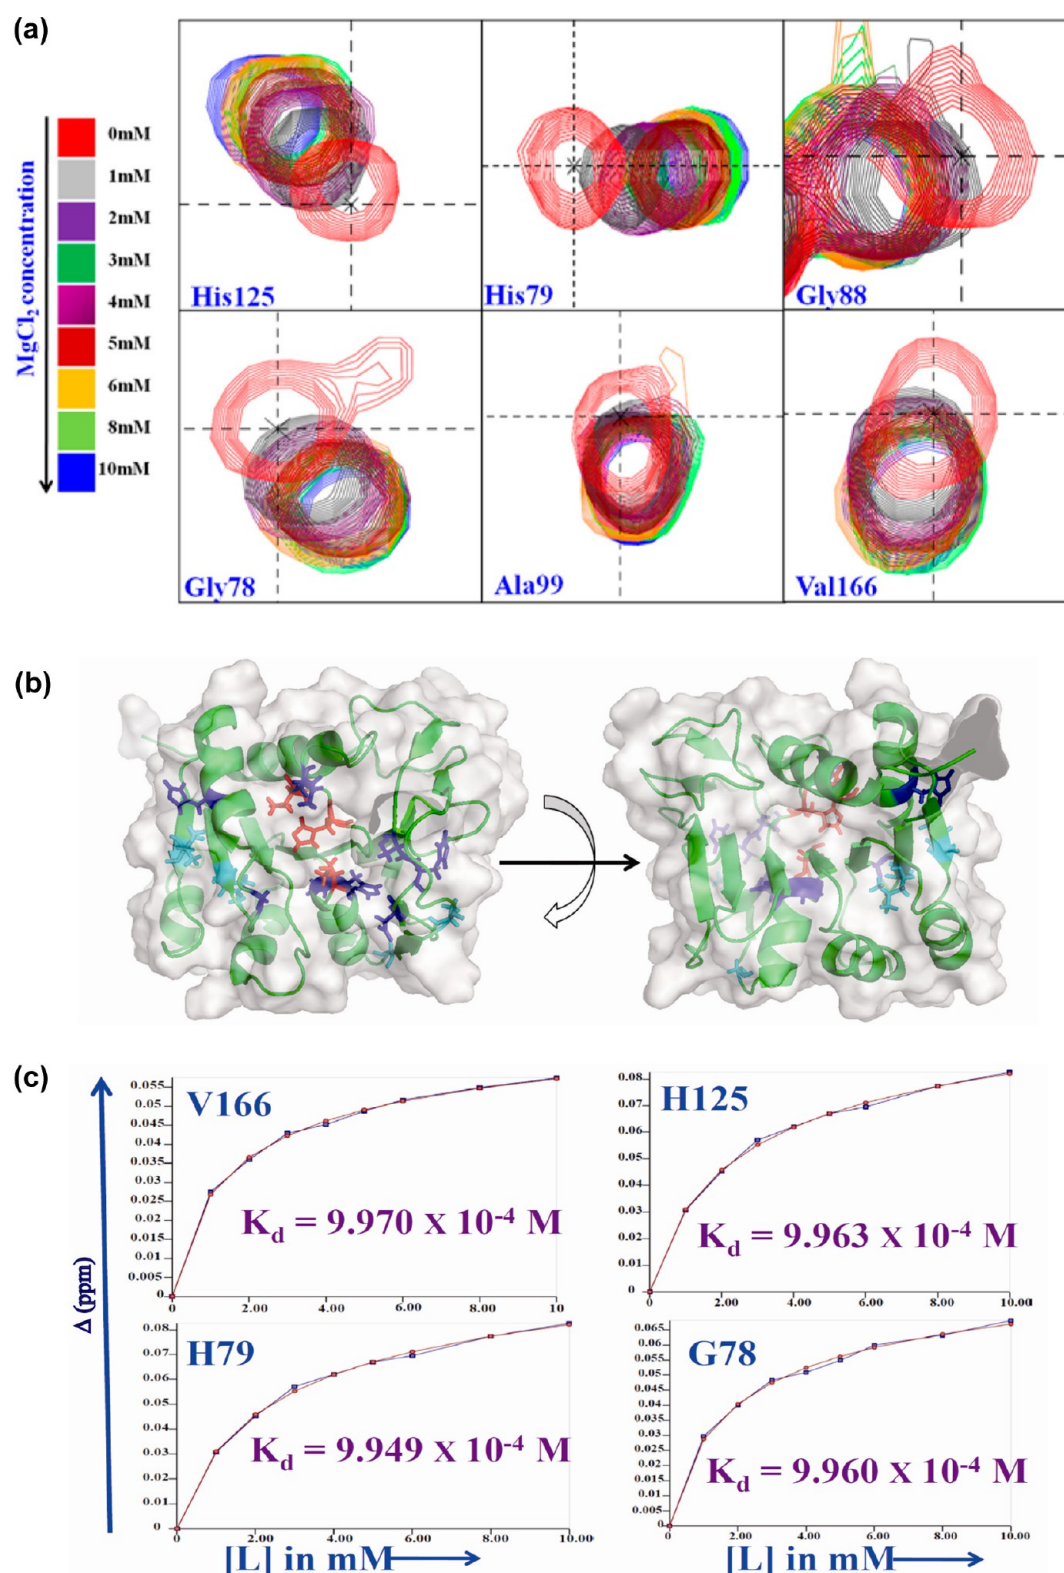 (a)
MgCl₂ concentration
0mM
1mM
2mM
3mM
4mM
5mM
6mM
8mM
10mM
His125
His79
Gly88
Gly78
Ala99
Val166
(b)
(c)
Δ (ppm)
V166
0.055
0.05
0.045
0.04
0.035
0.03
0.025
0.02
0.015
0.01
0.005
0.
Kd = 9.970 x 10⁻⁴ M
0 2.00 4.00 6.00 8.00 10.
H125
0.08
0.07
0.06
0.05
0.04
0.03
0.02
0.01
0
Kd = 9.963 x 10⁻⁴ M
0 2.00 4.00 6.00 8.00 10.00
H79
0.08
0.07
0.06
0.05
0.04
0.03
0.02
0.01
0
Kd = 9.949 x 10⁻⁴ M
0 2.00 4.00 6.00 8.00 10.00
G78
0.065
0.06
0.055
0.05
0.045
0.04
0.035
0.03
0.025
0.02
0.015
0.01
0.005
0
Kd = 9.960 x 10⁻⁴ M
0 2.00 4.00 6.00 8.00 10.00
[L] in mM
[L] in mM